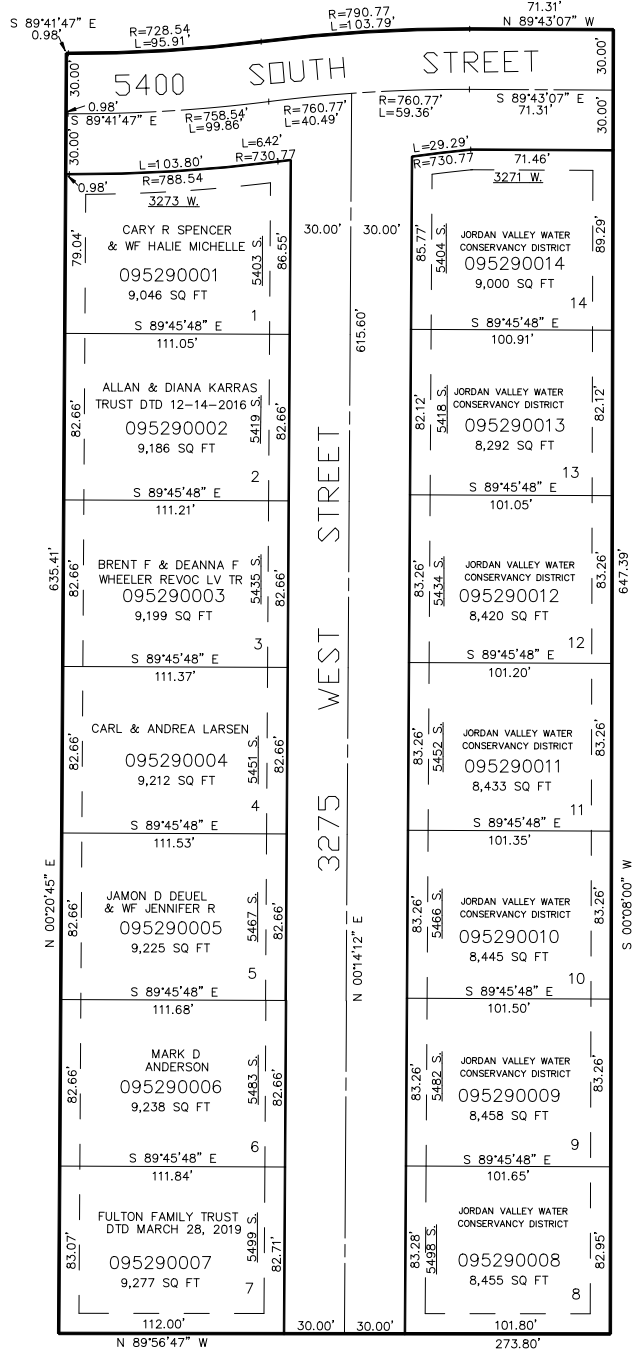 S 89°41'47" E
0.98'
R=728.54
L=95.91'
R=790.77
L=103.79'
71.31'
N 89°43'07" W
30.00'
5400 SOUTH STREET
30.00'
0.98'
S 89°41'47" E
R=758.54'
L=99.86'
R=760.77'
L=40.49'
R=760.77
L=59.36'
S 89°43'07" E
71.31'
30.00'
30.00'
L=6.42'
R=730.77
L=103.80'
R=788.54
0.98'
L=29.29'
R=730.77
71.46'
3273 W.
3271 W.
79.04'
CARY R SPENCER
& WF HALIE MICHELLE
095290001
9,046 SQ FT
5403 S.
86.55'
1
S 89°45'48" E
111.05'
30.00'
30.00'
615.60'
85.77'
5404 S.
JORDAN VALLEY WATER
CONSERVANCY DISTRICT
095290014
9,000 SQ FT
89.29'
14
S 89°45'48" E
100.91'
82.66'
ALLAN & DIANA KARRAS
TRUST DTD 12-14-2016
095290002
9,186 SQ FT
5419 S.
82.66'
2
S 89°45'48" E
111.21'
82.12'
5418 S.
JORDAN VALLEY WATER
CONSERVANCY DISTRICT
095290013
8,292 SQ FT
82.12'
13
S 89°45'48" E
101.05'
635.41'
82.66'
BRENT F & DEANNA F
WHEELER REVOC LV TR
095290003
9,199 SQ FT
5435 S.
82.66'
3
S 89°45'48" E
111.37'
3275 WEST STREET
83.26'
5434 S.
JORDAN VALLEY WATER
CONSERVANCY DISTRICT
095290012
8,420 SQ FT
83.26'
647.39'
12
S 89°45'48" E
101.20'
82.66'
CARL & ANDREA LARSEN
095290004
9,212 SQ FT
5451 S.
82.66'
4
S 89°45'48" E
111.53'
83.26'
5452 S.
JORDAN VALLEY WATER
CONSERVANCY DISTRICT
095290011
8,433 SQ FT
83.26'
11
S 89°45'48" E
101.35'
N 00°20'45" E
82.66'
JAMON D DEUEL
& WF JENNIFER R
095290005
9,225 SQ FT
5467 S.
82.66'
5
S 89°45'48" E
111.68'
N 00°14'12" E
83.26'
5466 S.
JORDAN VALLEY WATER
CONSERVANCY DISTRICT
095290010
8,445 SQ FT
83.26'
S 00°08'00" W
10
S 89°45'48" E
101.50'
82.66'
MARK D
ANDERSON
095290006
9,238 SQ FT
5483 S.
82.66'
6
S 89°45'48" E
111.84'
83.26'
5482 S.
JORDAN VALLEY WATER
CONSERVANCY DISTRICT
095290009
8,458 SQ FT
83.26'
9
S 89°45'48" E
101.65'
83.07'
FULTON FAMILY TRUST
DTD MARCH 28, 2019
095290007
9,277 SQ FT
5499 S.
82.71'
7
83.28'
5498 S.
JORDAN VALLEY WATER
CONSERVANCY DISTRICT
095290008
8,455 SQ FT
82.95'
8
112.00'
30.00'
30.00'
101.80'
N 89°56'47" W
273.80'